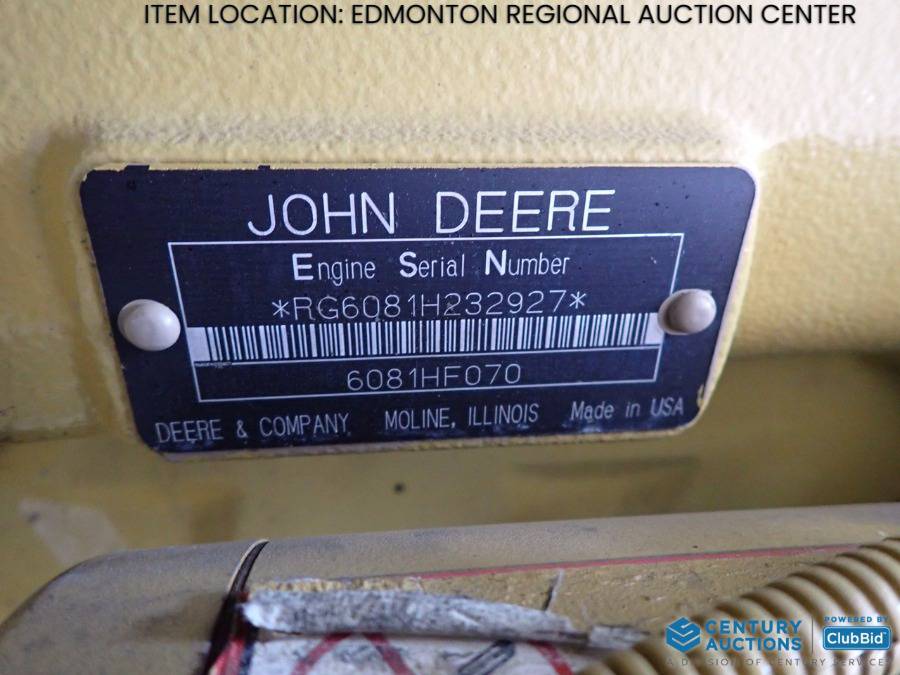 ITEM LOCATION: EDMONTON REGIONAL AUCTION CENTER
JOHN DEERE
Engine Serial Number
*RG6081H232927*
6081HF070
DEERE & COMPANY MOLINE, ILLINOIS Made in USA
CENTURY AUCTIONS
A DIVISION OF CENTURY SERVICES
POWERED BY
ClubBid